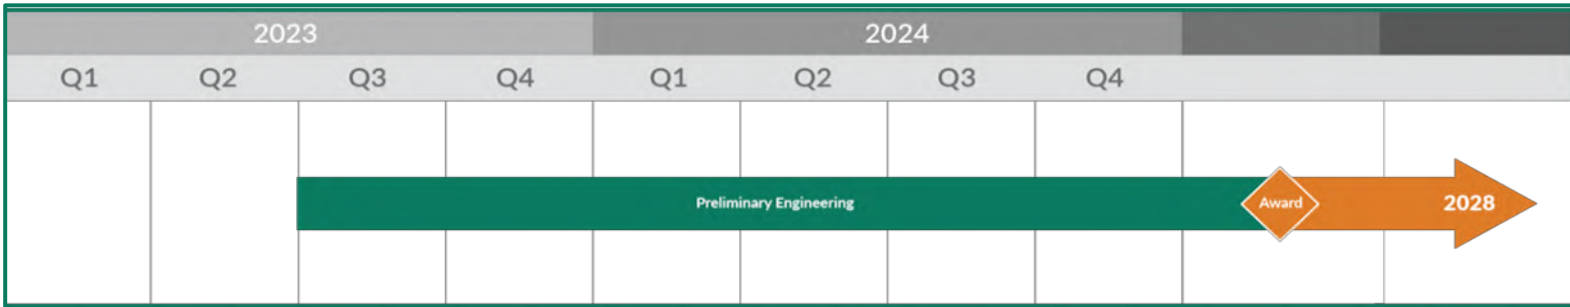 2023 2024
Q1 Q2 Q3 Q4 Q1 Q2 Q3 Q4
Preliminary Engineering Award 2028